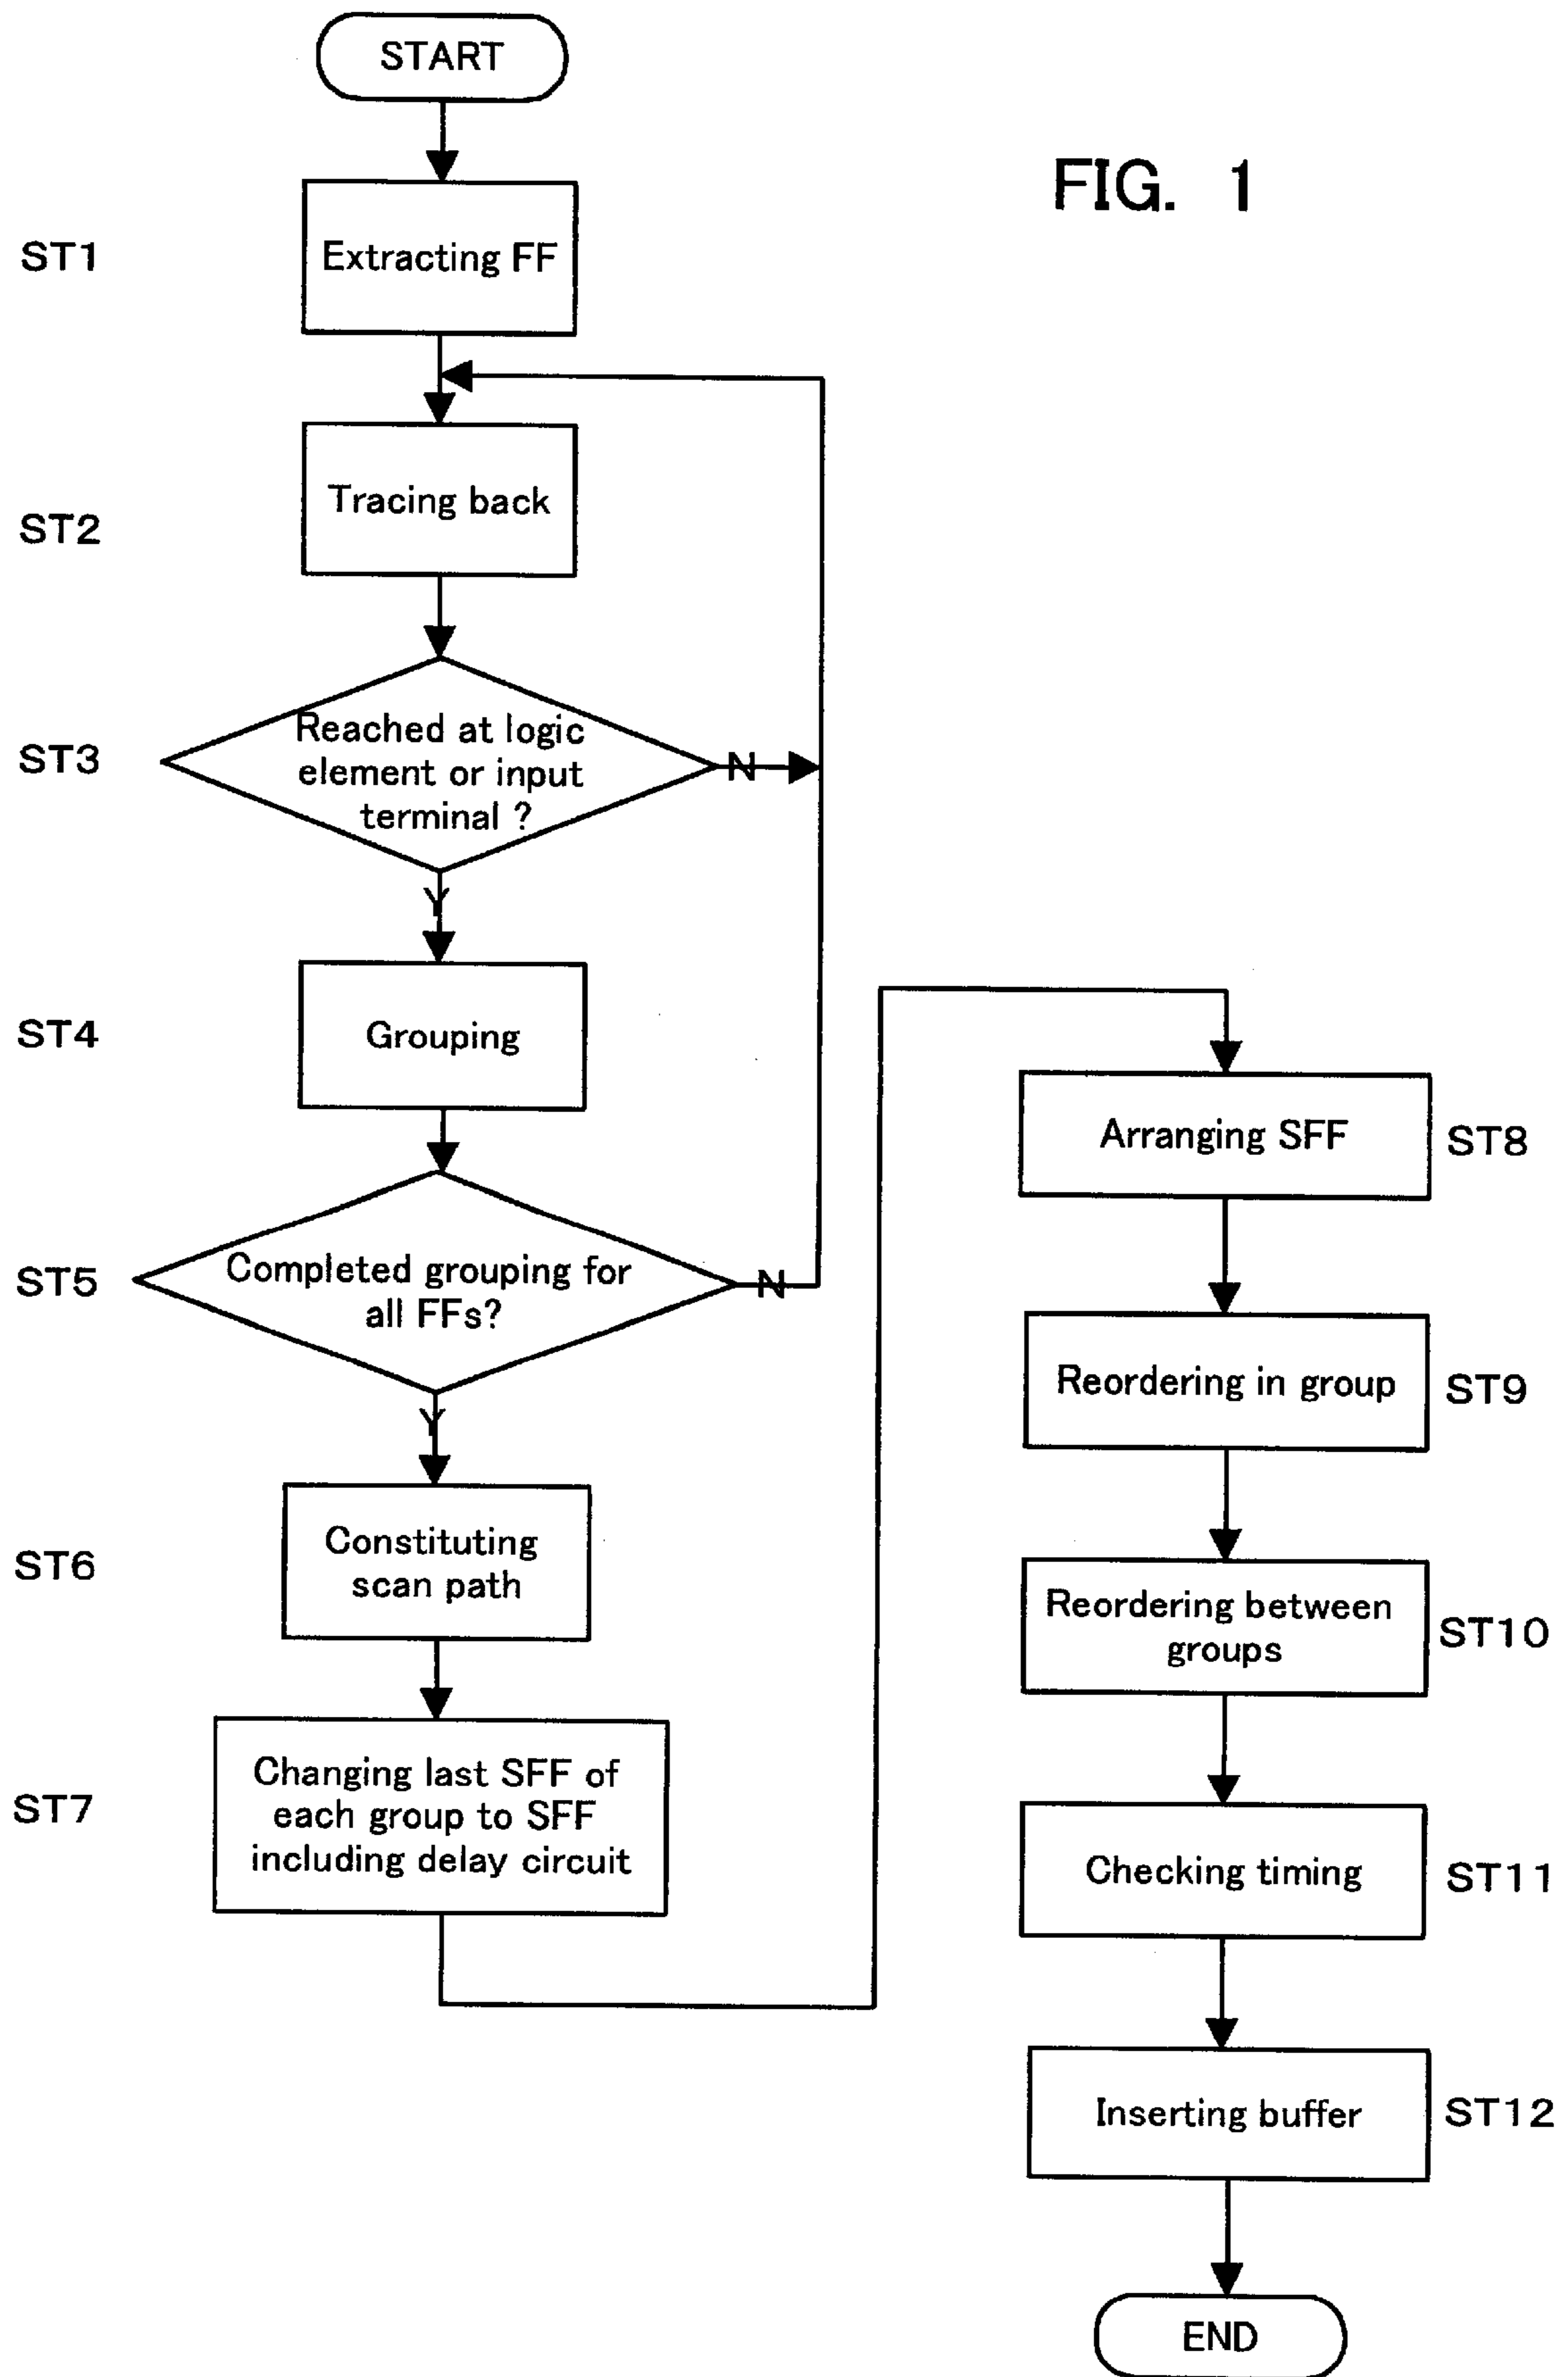 START
FIG. 1
ST1
Extracting FF
ST2
Tracing back
ST3
Reached at logic
element or input
terminal ?
N
Y
ST4
Grouping
ST5
Completed grouping for
all FFs?
N
Y
ST6
Constituting
scan path
ST7
Changing last SFF of
each group to SFF
including delay circuit
Arranging SFF
ST8
Reordering in group
ST9
Reordering between
groups
ST10
Checking timing
ST11
Inserting buffer
ST12
END